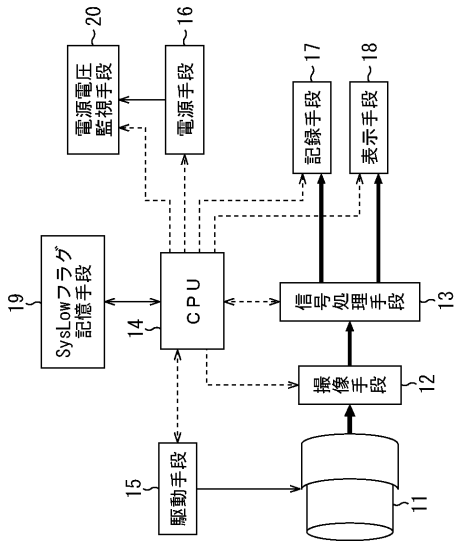 20
電源電圧
監視手段
16
電源手段
17
記録手段
18
表示手段
19
SysLowフラグ
記憶手段
14
CPU
信号処理手段
13
撮像手段
12
15
駆動手段
11